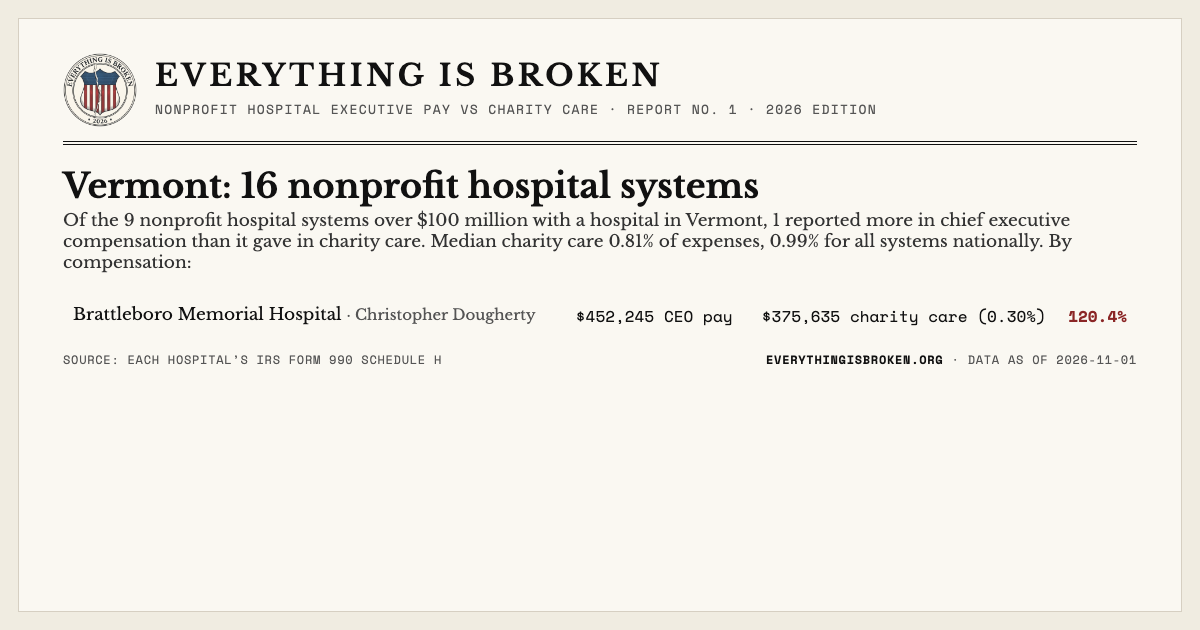 EVERYTHING IS BROKEN
· 2026 ·
EVERYTHING IS BROKEN
NONPROFIT HOSPITAL EXECUTIVE PAY VS CHARITY CARE · REPORT NO. 1 · 2026 EDITION
Vermont: 16 nonprofit hospital systems
Of the 9 nonprofit hospital systems over $100 million with a hospital in Vermont, 1 reported more in chief executive
compensation than it gave in charity care. Median charity care 0.81% of expenses, 0.99% for all systems nationally. By
compensation:
Brattleboro Memorial Hospital · Christopher Dougherty $452,245 CEO pay $375,635 charity care (0.30%) 120.4%
SOURCE: EACH HOSPITAL’S IRS FORM 990 SCHEDULE H
EVERYTHINGISBROKEN.ORG · DATA AS OF 2026-11-01